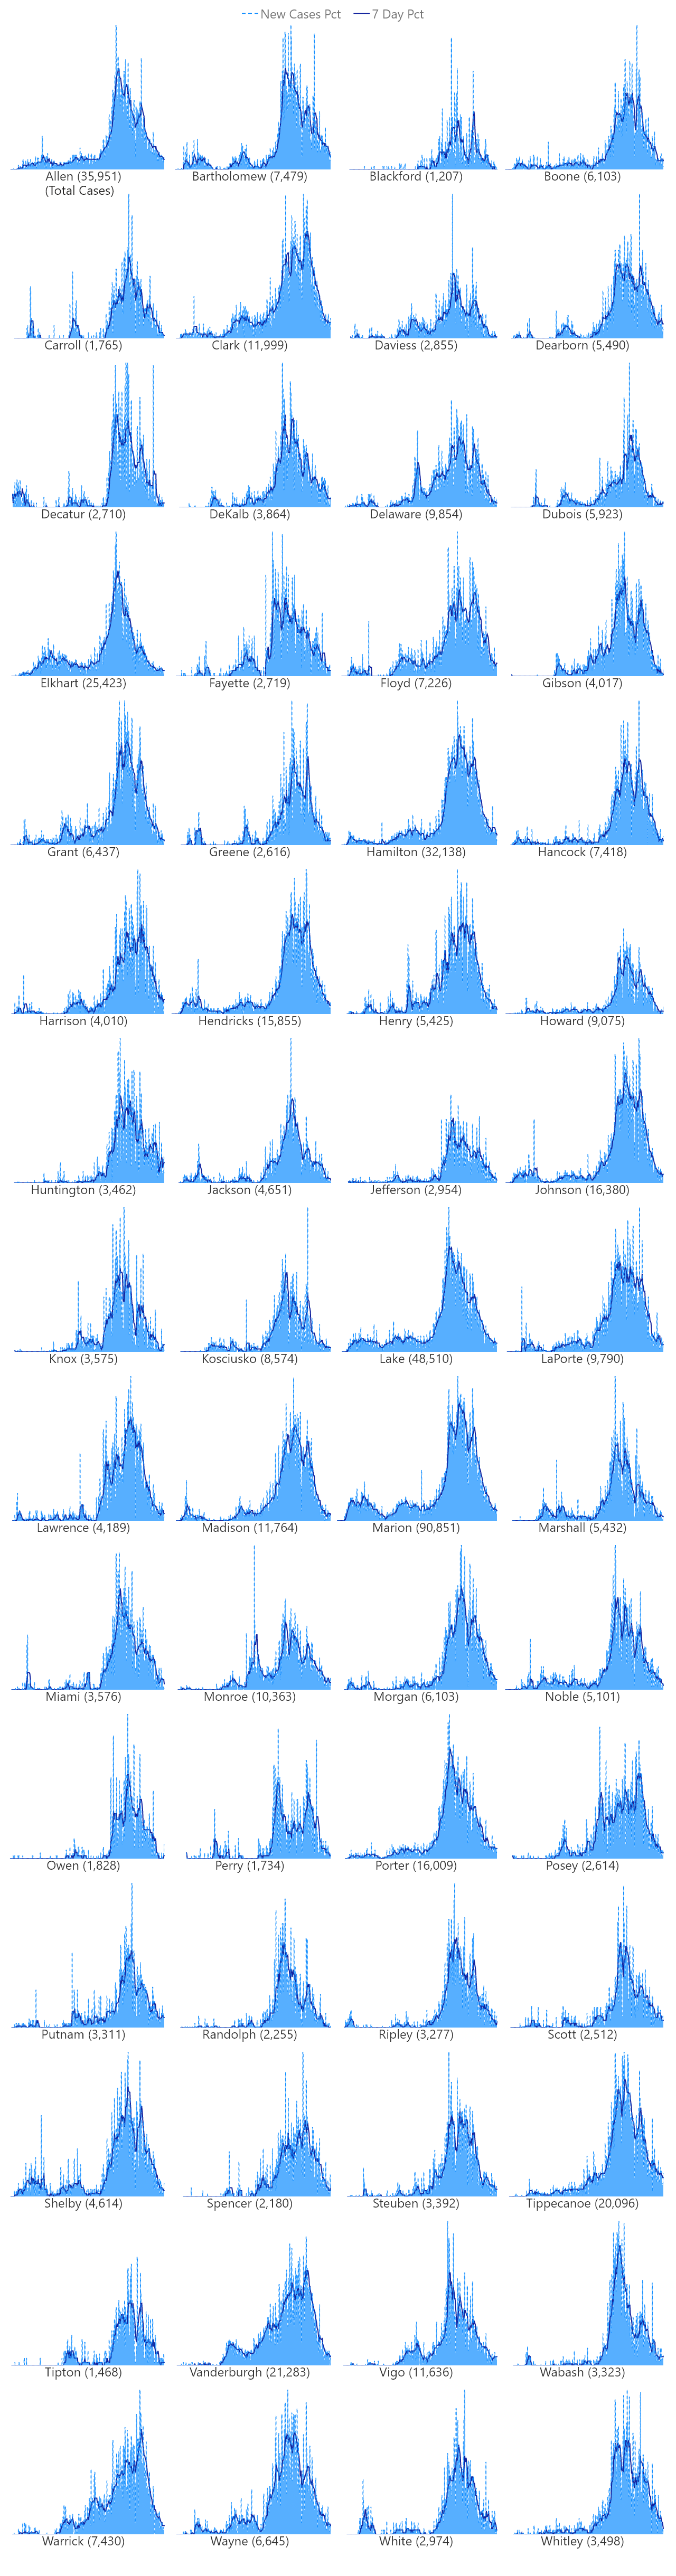 New Cases Pct 7 Day Pct
Allen (35,951) Bartholomew (7,479) Blackford (1,207) Boone (6,103)
(Total Cases)
Carroll (1,765) Clark (11,999) Daviess (2,855) Dearborn (5,490)
Decatur (2,710) DeKalb (3,864) Delaware (9,854) Dubois (5,923)
Elkhart (25,423) Fayette (2,719) Floyd (7,226) Gibson (4,017)
Grant (6,437) Greene (2,616) Hamilton (32,138) Hancock (7,418)
Harrison (4,010) Hendricks (15,855) Henry (5,425) Howard (9,075)
Huntington (3,462) Jackson (4,651) Jefferson (2,954) Johnson (16,380)
Knox (3,575) Kosciusko (8,574) Lake (48,510) LaPorte (9,790)
Lawrence (4,189) Madison (11,764) Marion (90,851) Marshall (5,432)
Miami (3,576) Monroe (10,363) Morgan (6,103) Noble (5,101)
Owen (1,828) Perry (1,734) Porter (16,009) Posey (2,614)
Putnam (3,311) Randolph (2,255) Ripley (3,277) Scott (2,512)
Shelby (4,614) Spencer (2,180) Steuben (3,392) Tippecanoe (20,096)
Tipton (1,468) Vanderburgh (21,283) Vigo (11,636) Wabash (3,323)
Warrick (7,430) Wayne (6,645) White (2,974) Whitley (3,498)